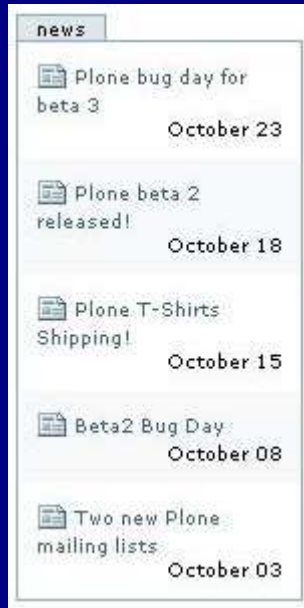 news
Plone bug day for
beta 3
October 23
Plone beta 2
released!
October 18
Plone T-Shirts
Shipping!
October 15
Beta2 Bug Day
October 08
Two new Plone
mailing lists
October 03